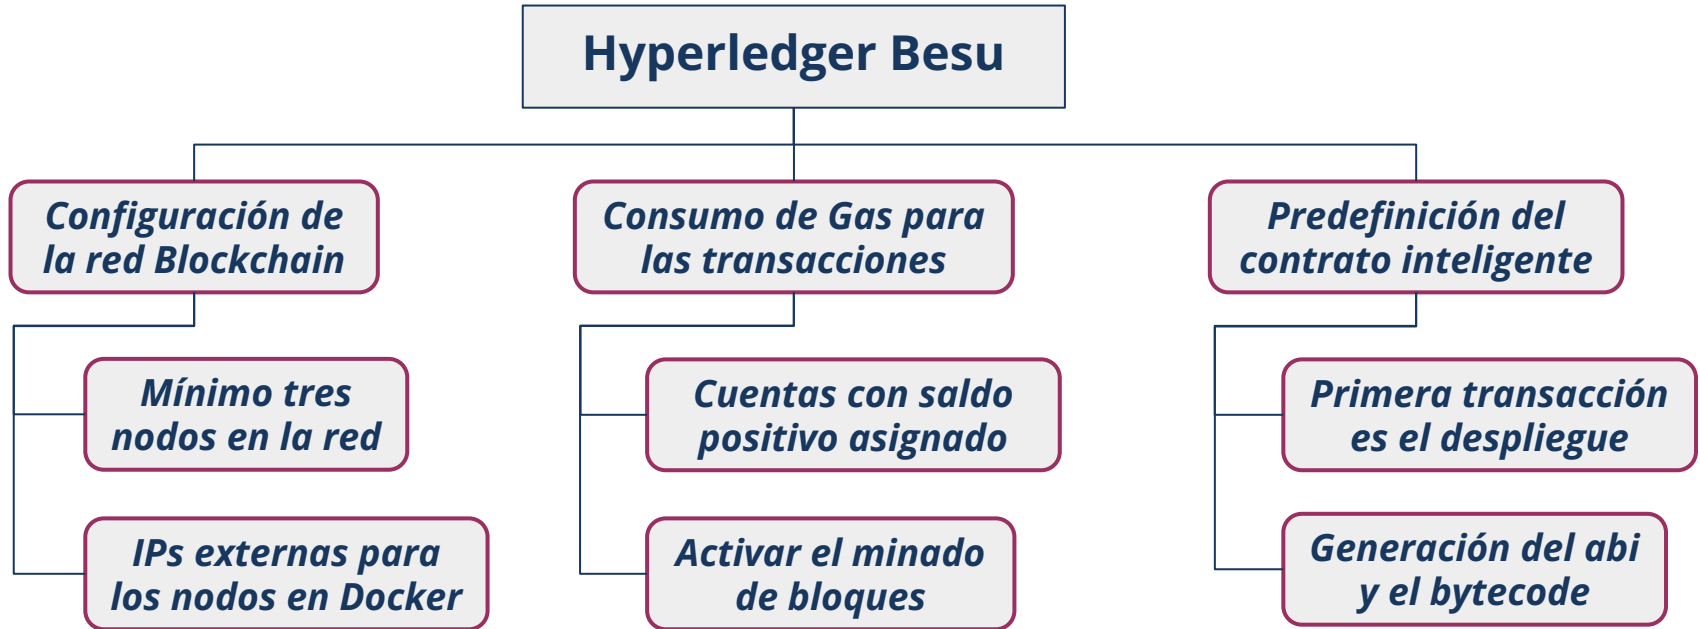 Hyperledger Besu
Configuración de
la red Blockchain
Mínimo tres
nodos en la red
IPs externas para
los nodos en Docker
Consumo de Gas para
las transacciones
Cuentas con saldo
positivo asignado
Activar el minado
de bloques
Predefinición del
contrato inteligente
Primera transacción
es el despliegue
Generación del abi
y el bytecode